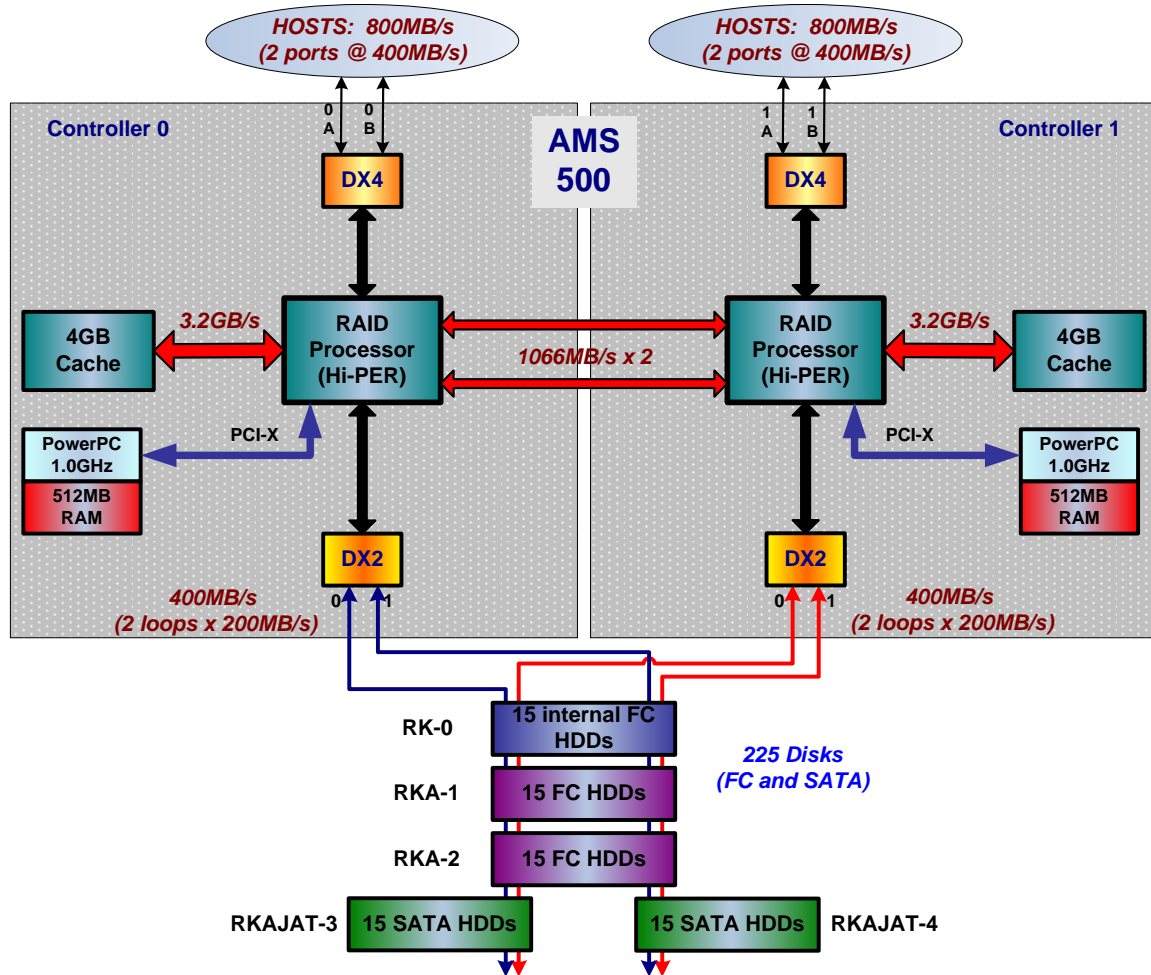 HOSTS: 800MB/s
(2 ports @ 400MB/s)
HOSTS: 800MB/s
(2 ports @ 400MB/s)
0
A
0
B
1
A
1
B
Controller 0
AMS
500
Controller 1
DX4
DX4
4GB
Cache
3.2GB/s
RAID
Processor
(Hi-PER)
1066MB/s x 2
RAID
Processor
(Hi-PER)
3.2GB/s
4GB
Cache
PowerPC
1.0GHz
512MB
RAM
PCI-X
PCI-X
PowerPC
1.0GHz
512MB
RAM
DX2
DX2
0
1
0
1
400MB/s
(2 loops x 200MB/s)
400MB/s
(2 loops x 200MB/s)
RK-0
15 internal FC
HDDs
225 Disks
(FC and SATA)
RKA-1
15 FC HDDs
RKA-2
15 FC HDDs
RKAJAT-3
15 SATA HDDs
15 SATA HDDs
RKAJAT-4